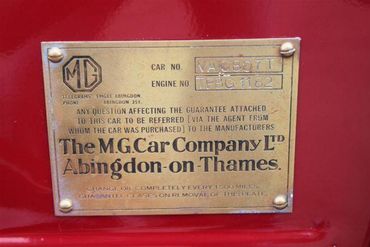 MG
CAR NO.
ENGINE NO
TELEGRAMS EMGEE ABINGDON
PHONE ABINGDON 251
ANY QUESTION AFFECTING THE GUARANTEE ATTACHED
TO THIS CAR TO BE REFERRED [VIA THE AGENT FROM
WHOM THE CAR WAS PURCHASED] TO THE MANUFACTURERS
The M.G.Car Company LTD
Abingdon-on-Thames.
CHANGE OIL COMPLETELY EVERY 1500 MILES.
GUARANTEE CEASES ON REMOVAL OF THIS PLATE.